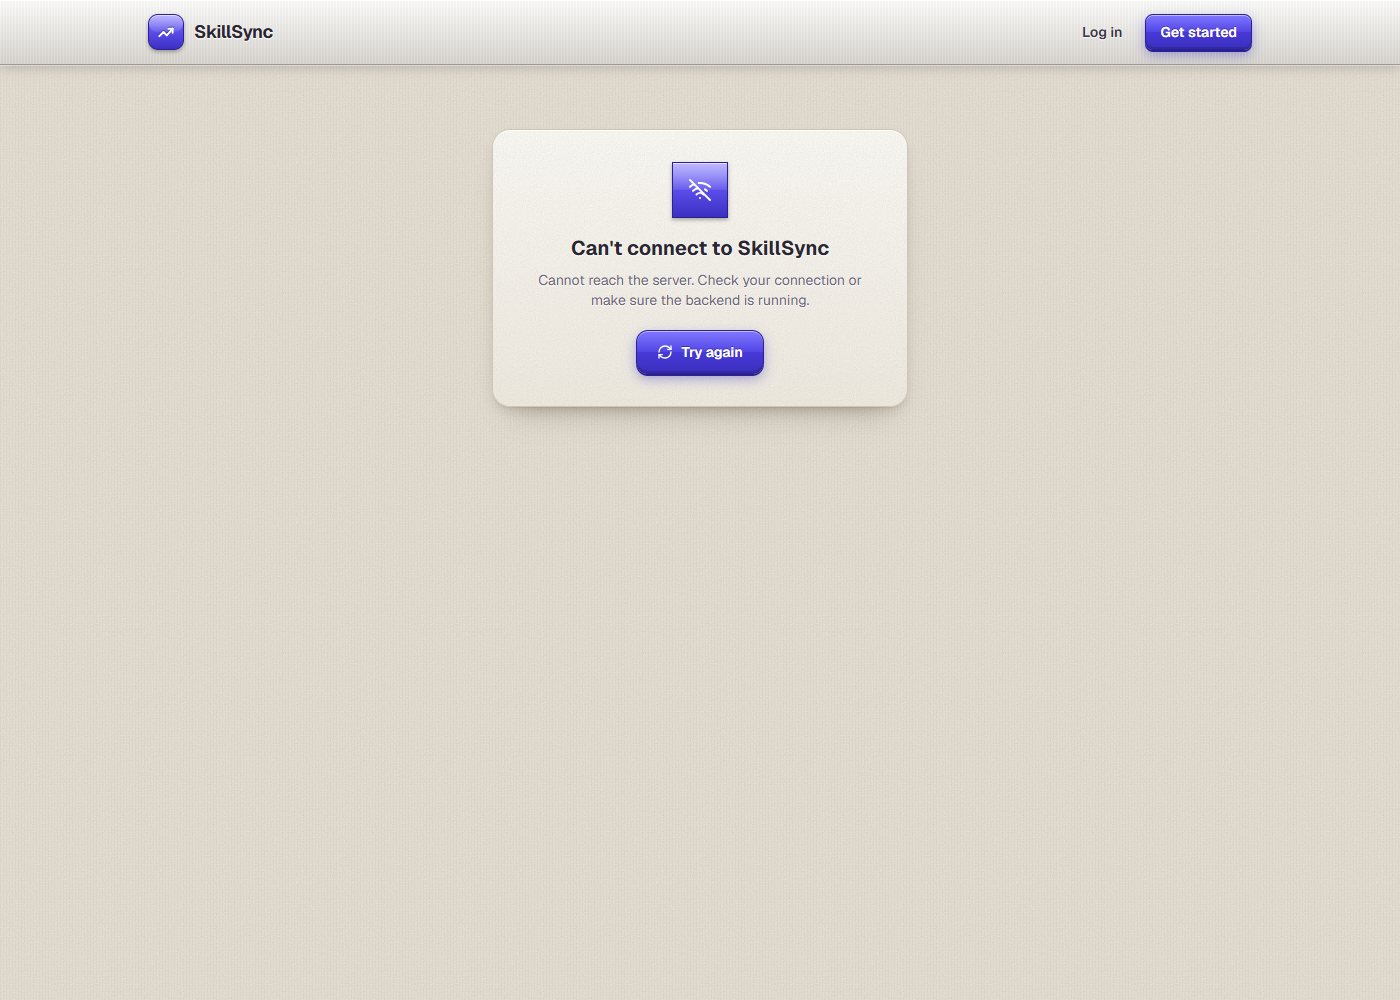 SkillSync
Log in
Get started
Can't connect to SkillSync
Cannot reach the server. Check your connection or
make sure the backend is running.
Try again